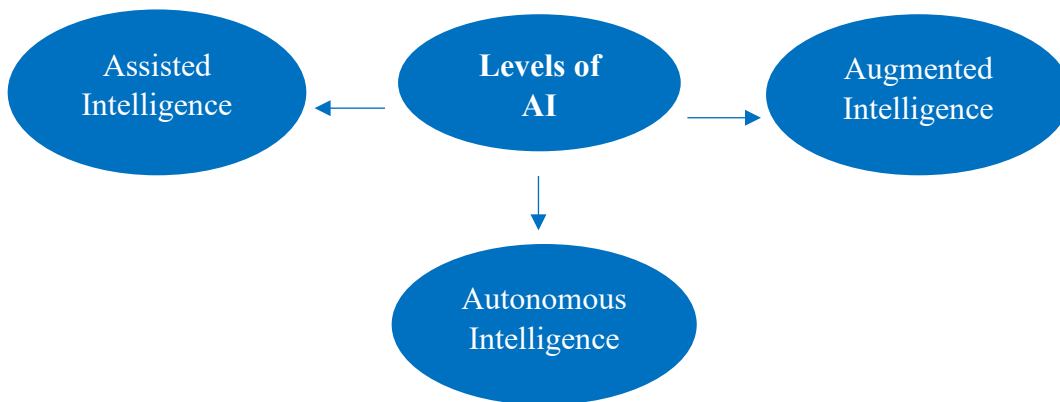 Assisted
Intelligence
Levels of
AI
Augmented
Intelligence
Autonomous
Intelligence